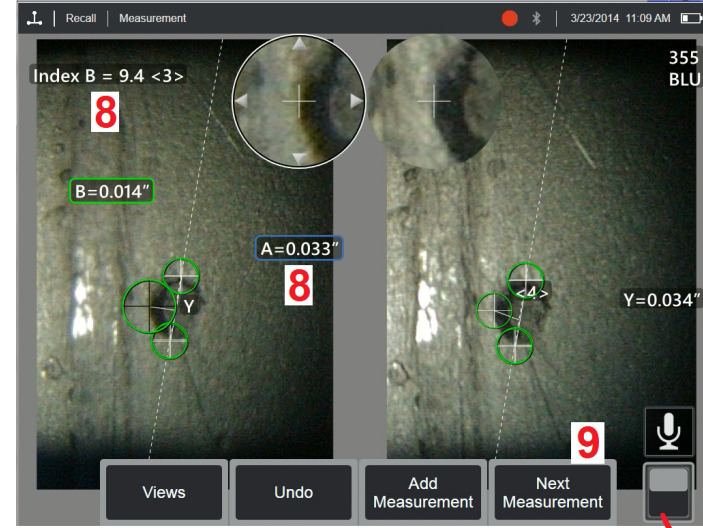 Recall Measurement 3/23/2014 11:09 AM
Index B = 9.4 <3>
355
BLU
8
B=0.014"
A=0.033"
8
Y
<4>
Y=0.034"
9
Views
Undo
Add
Measurement
Next
Measurement